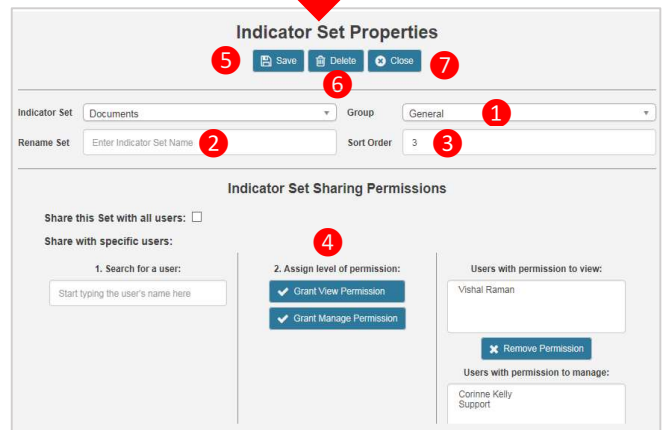 Indicator Set Properties
5 Save Delete Close 7
6
Indicator Set Documents Group General 1
Rename Set Enter Indicator Set Name 2 Sort Order 3 3
Indicator Set Sharing Permissions
Share this Set with all users:
Share with specific users: 4
1. Search for a user: 2. Assign level of permission: Users with permission to view:
Start typing the user's name here Grant View Permission Vishal Raman
Grant Manage Permission
Remove Permission
Users with permission to manage:
Corinne Kelly
Support